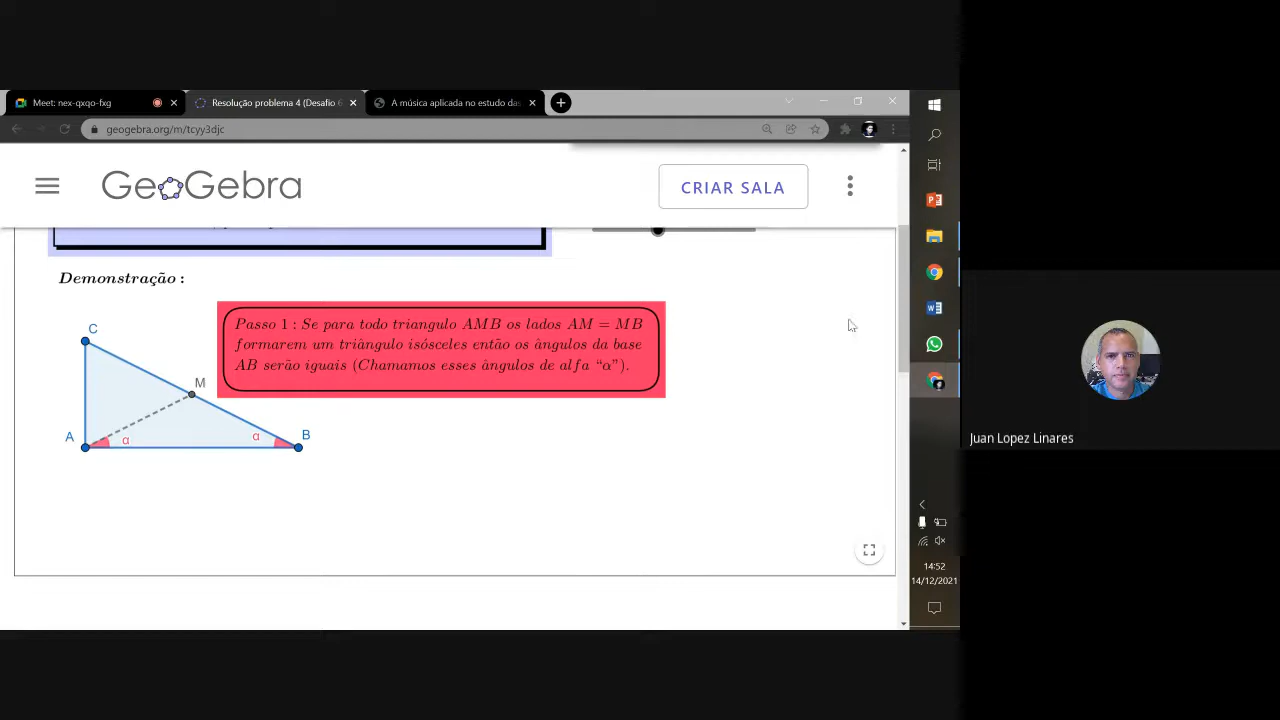 Meet: nex-qxqo-fxg
Resolução problema 4 (Desafio 6
A música aplicada no estudo das
geogebra.org/m/tcyy3djc
GeoGebra
CRIAR SALA
Demonstração :
Passo 1 : Se para todo triangulo AMB os lados AM = MB
formarem um triângulo isósceles então os ângulos da base
AB serão iguais (Chamamos esses ângulos de alfa “α”).
C
M
A
α
α
B
Juan Lopez Linares
14:52
14/12/2021